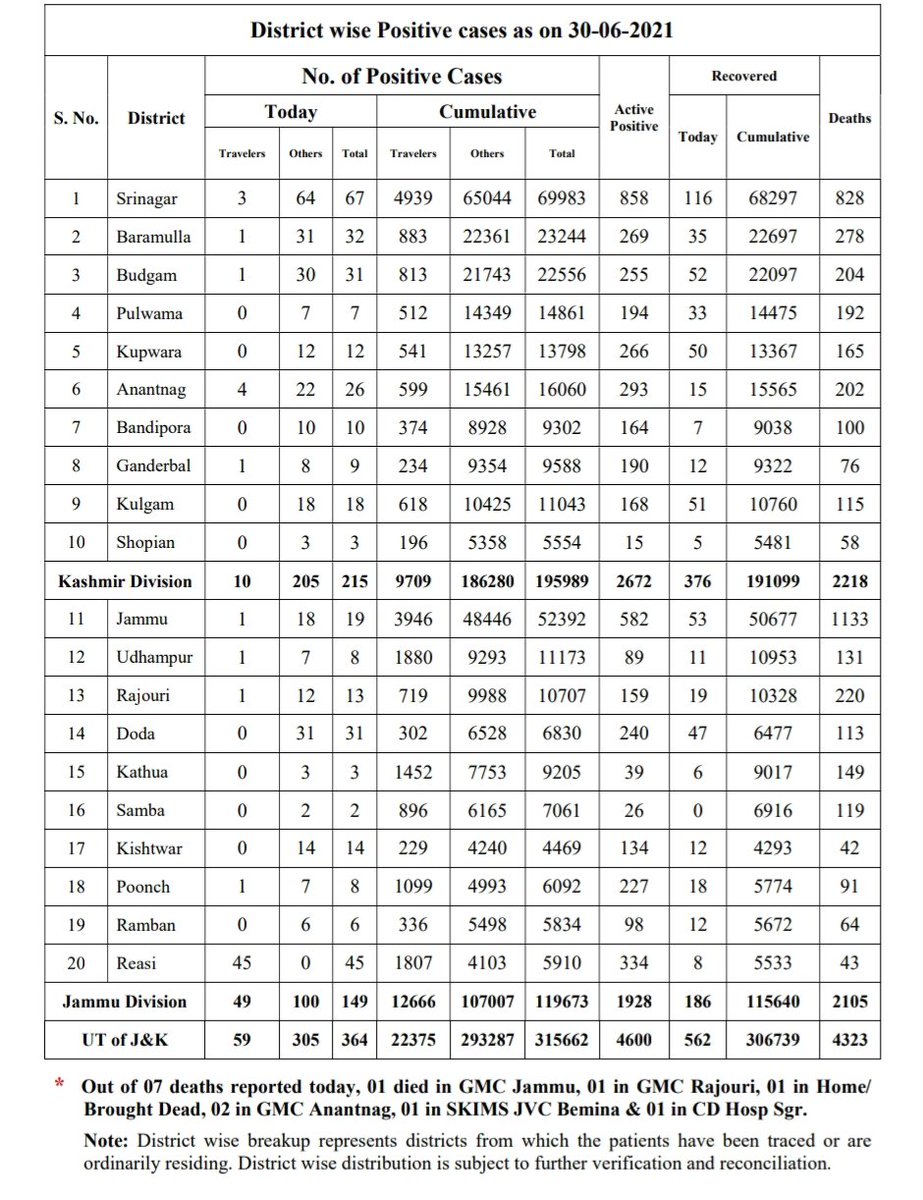 District wise Positive cases as on 30-06-2021
S. No. District No. of Positive Cases Active Positive Recovered Deaths
Today Cumulative Today Cumulative
Travelers Others Total Travelers Others Total
1 Srinagar 3 64 67 4939 65044 69983 858 116 68297 828
2 Baramulla 1 31 32 883 22361 23244 269 35 22697 278
3 Budgam 1 30 31 813 21743 22556 255 52 22097 204
4 Pulwama 0 7 7 512 14349 14861 194 33 14475 192
5 Kupwara 0 12 12 541 13257 13798 266 50 13367 165
6 Anantnag 4 22 26 599 15461 16060 293 15 15565 202
7 Bandipora 0 10 10 374 8928 9302 164 7 9038 100
8 Ganderbal 1 8 9 234 9354 9588 190 12 9322 76
9 Kulgam 0 18 18 618 10425 11043 168 51 10760 115
10 Shopian 0 3 3 196 5358 5554 15 5 5481 58
Kashmir Division 10 205 215 9709 186280 195989 2672 376 191099 2218
11 Jammu 1 18 19 3946 48446 52392 582 53 50677 1133
12 Udhampur 1 7 8 1880 9293 11173 89 11 10953 131
13 Rajouri 1 12 13 719 9988 10707 159 19 10328 220
14 Doda 0 31 31 302 6528 6830 240 47 6477 113
15 Kathua 0 3 3 1452 7753 9205 39 6 9017 149
16 Samba 0 2 2 896 6165 7061 26 0 6916 119
17 Kishtwar 0 14 14 229 4240 4469 134 12 4293 42
18 Poonch 1 7 8 1099 4993 6092 227 18 5774 91
19 Ramban 0 6 6 336 5498 5834 98 12 5672 64
20 Reasi 45 0 45 1807 4103 5910 334 8 5533 43
Jammu Division 49 100 149 12666 107007 119673 1928 186 115640 2105
UT of J&K 59 305 364 22375 293287 315662 4600 562 306739 4323
* Out of 07 deaths reported today, 01 died in GMC Jammu, 01 in GMC Rajouri, 01 in Home/
Brought Dead, 02 in GMC Anantnag, 01 in SKIMS JVC Bemina & 01 in CD Hosp Sgr.
Note: District wise breakup represents districts from which the patients have been traced or are
ordinarily residing. District wise distribution is subject to further verification and reconciliation.